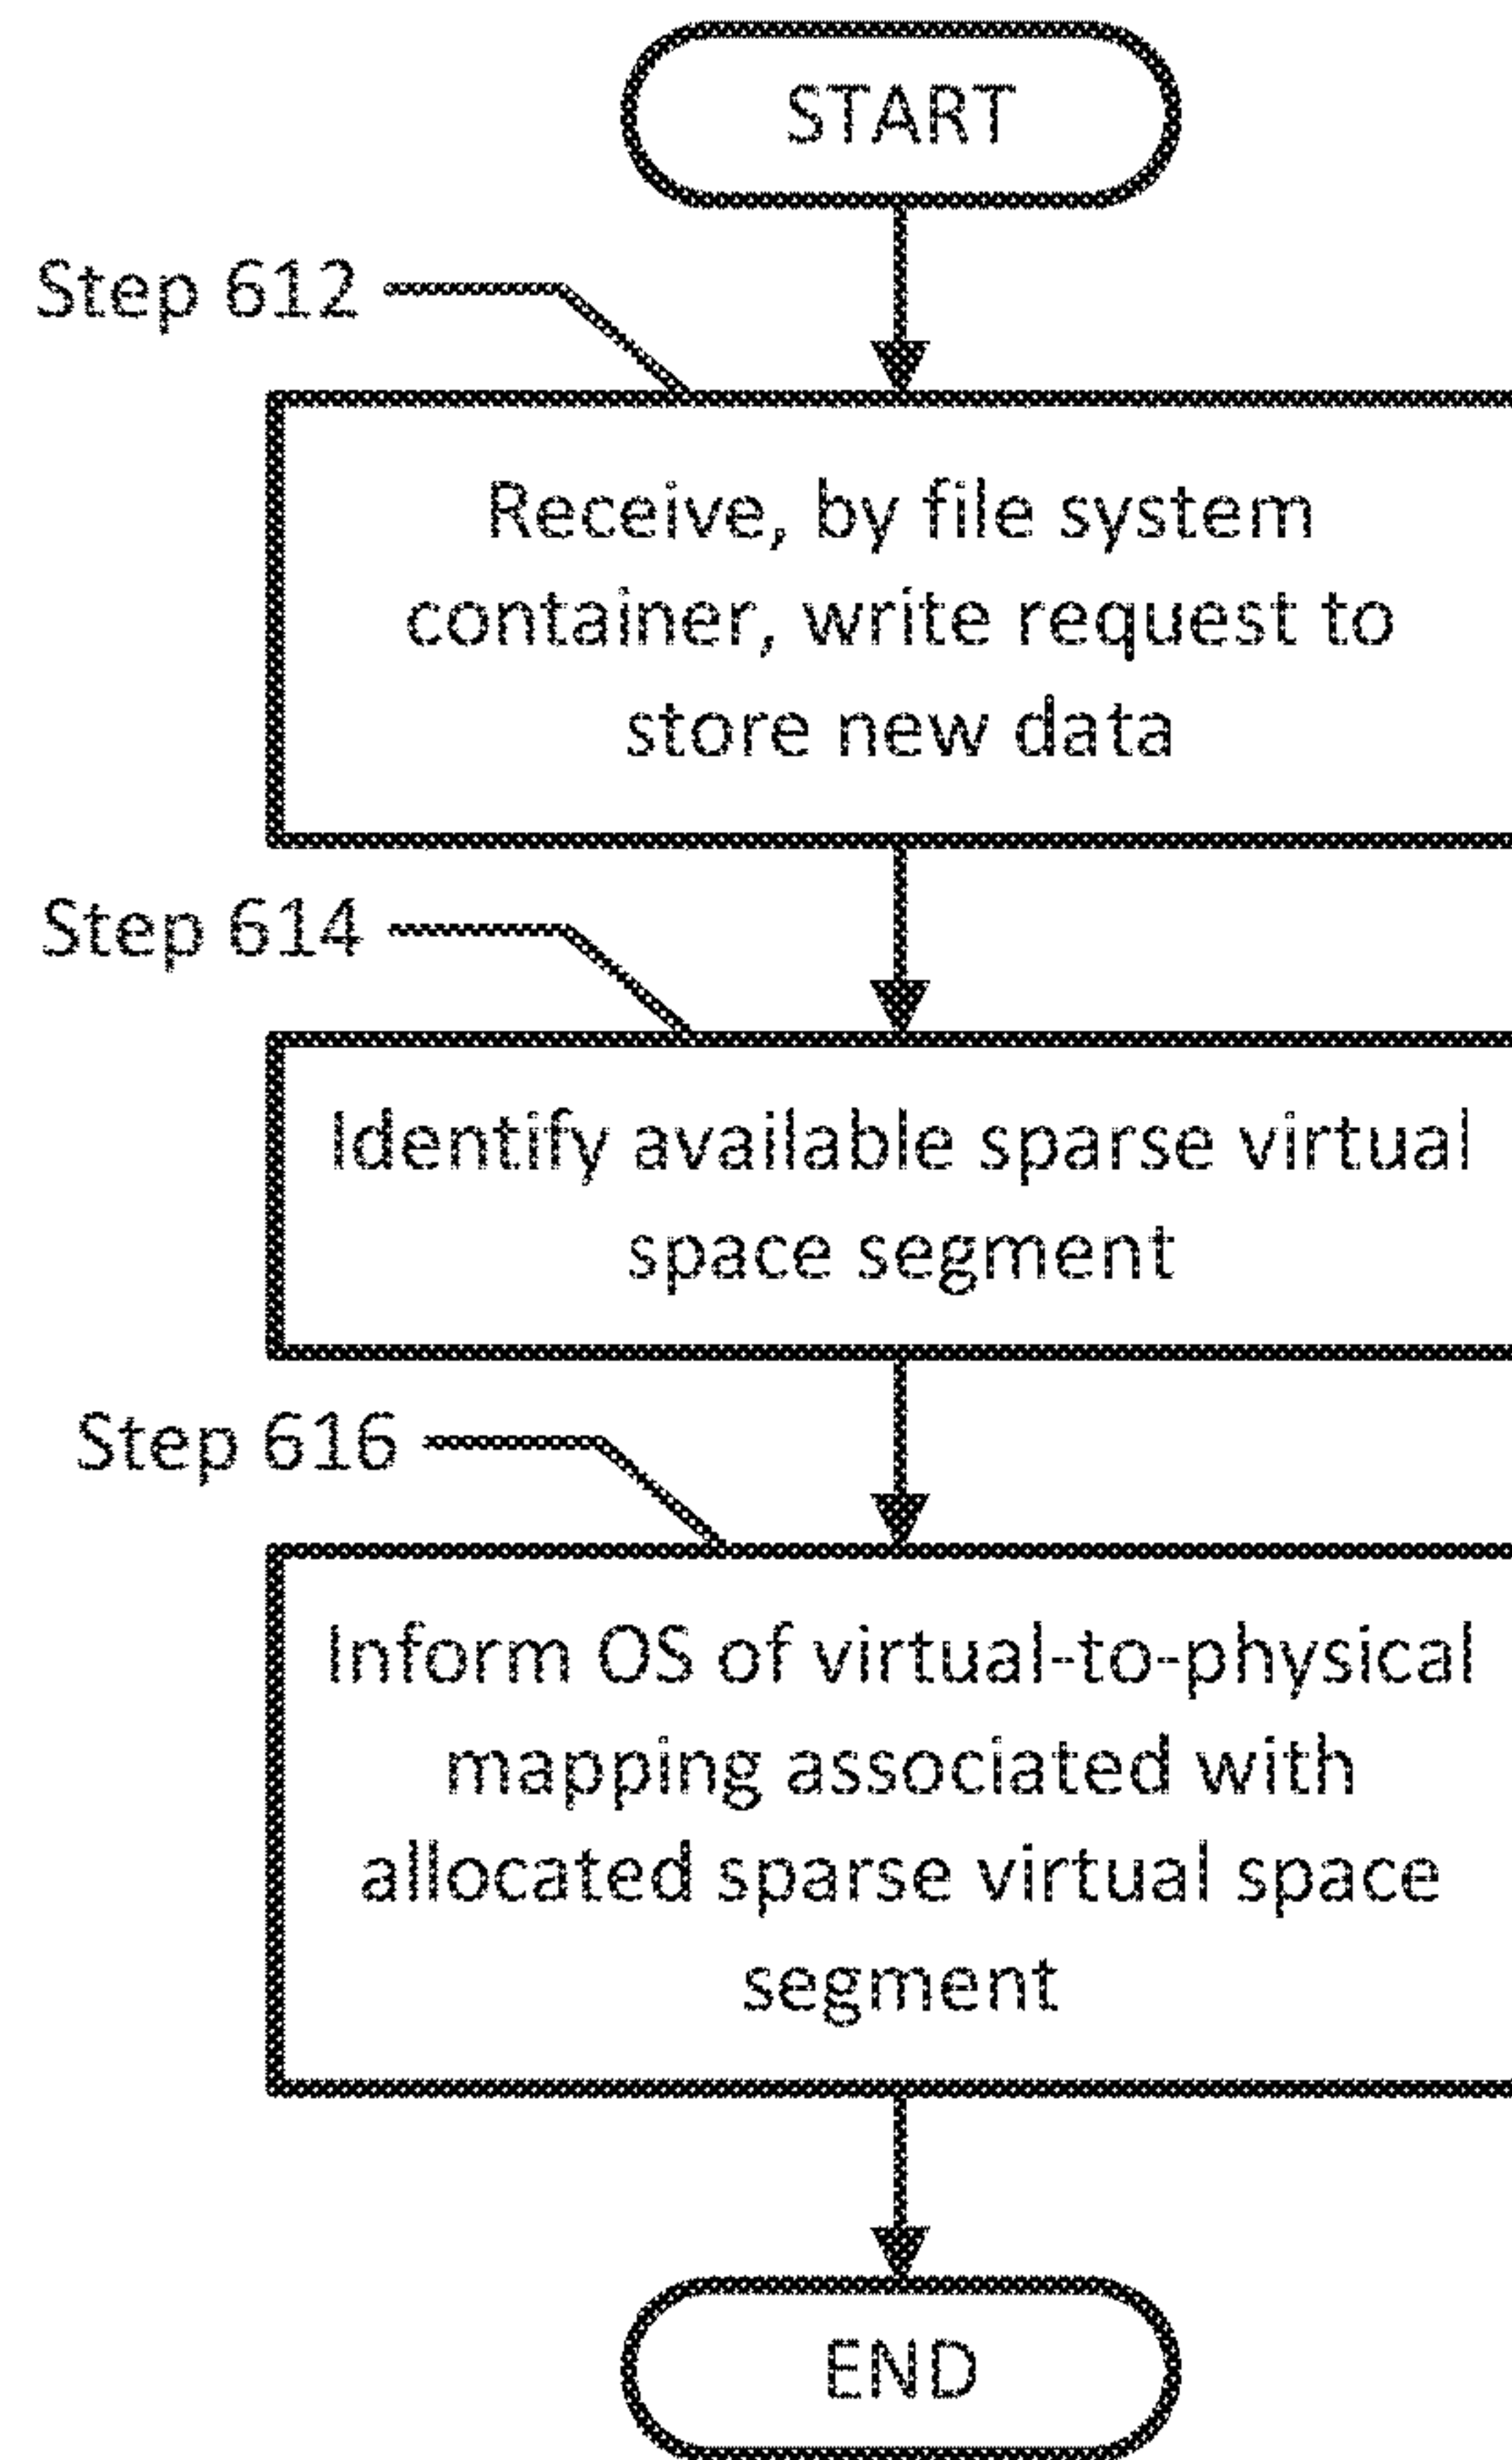 START
Step 612
Receive, by file system
container, write request to
store new data
Step 614
Identify available sparse virtual
space segment
Step 616
Inform OS of virtual-to-physical
mapping associated with
allocated sparse virtual space
segment
END